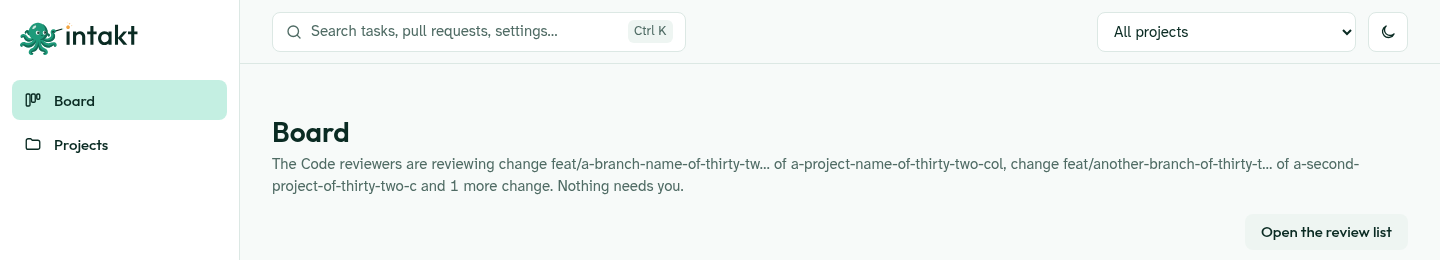 intakt
Search tasks, pull requests, settings...
Ctrl K
All projects
Board
Projects
Board
The Code reviewers are reviewing change feat/a-branch-name-of-thirty-tw... of a-project-name-of-thirty-two-col, change feat/another-branch-of-thirty-t... of a-second-
project-of-thirty-two-c and 1 more change. Nothing needs you.
Open the review list